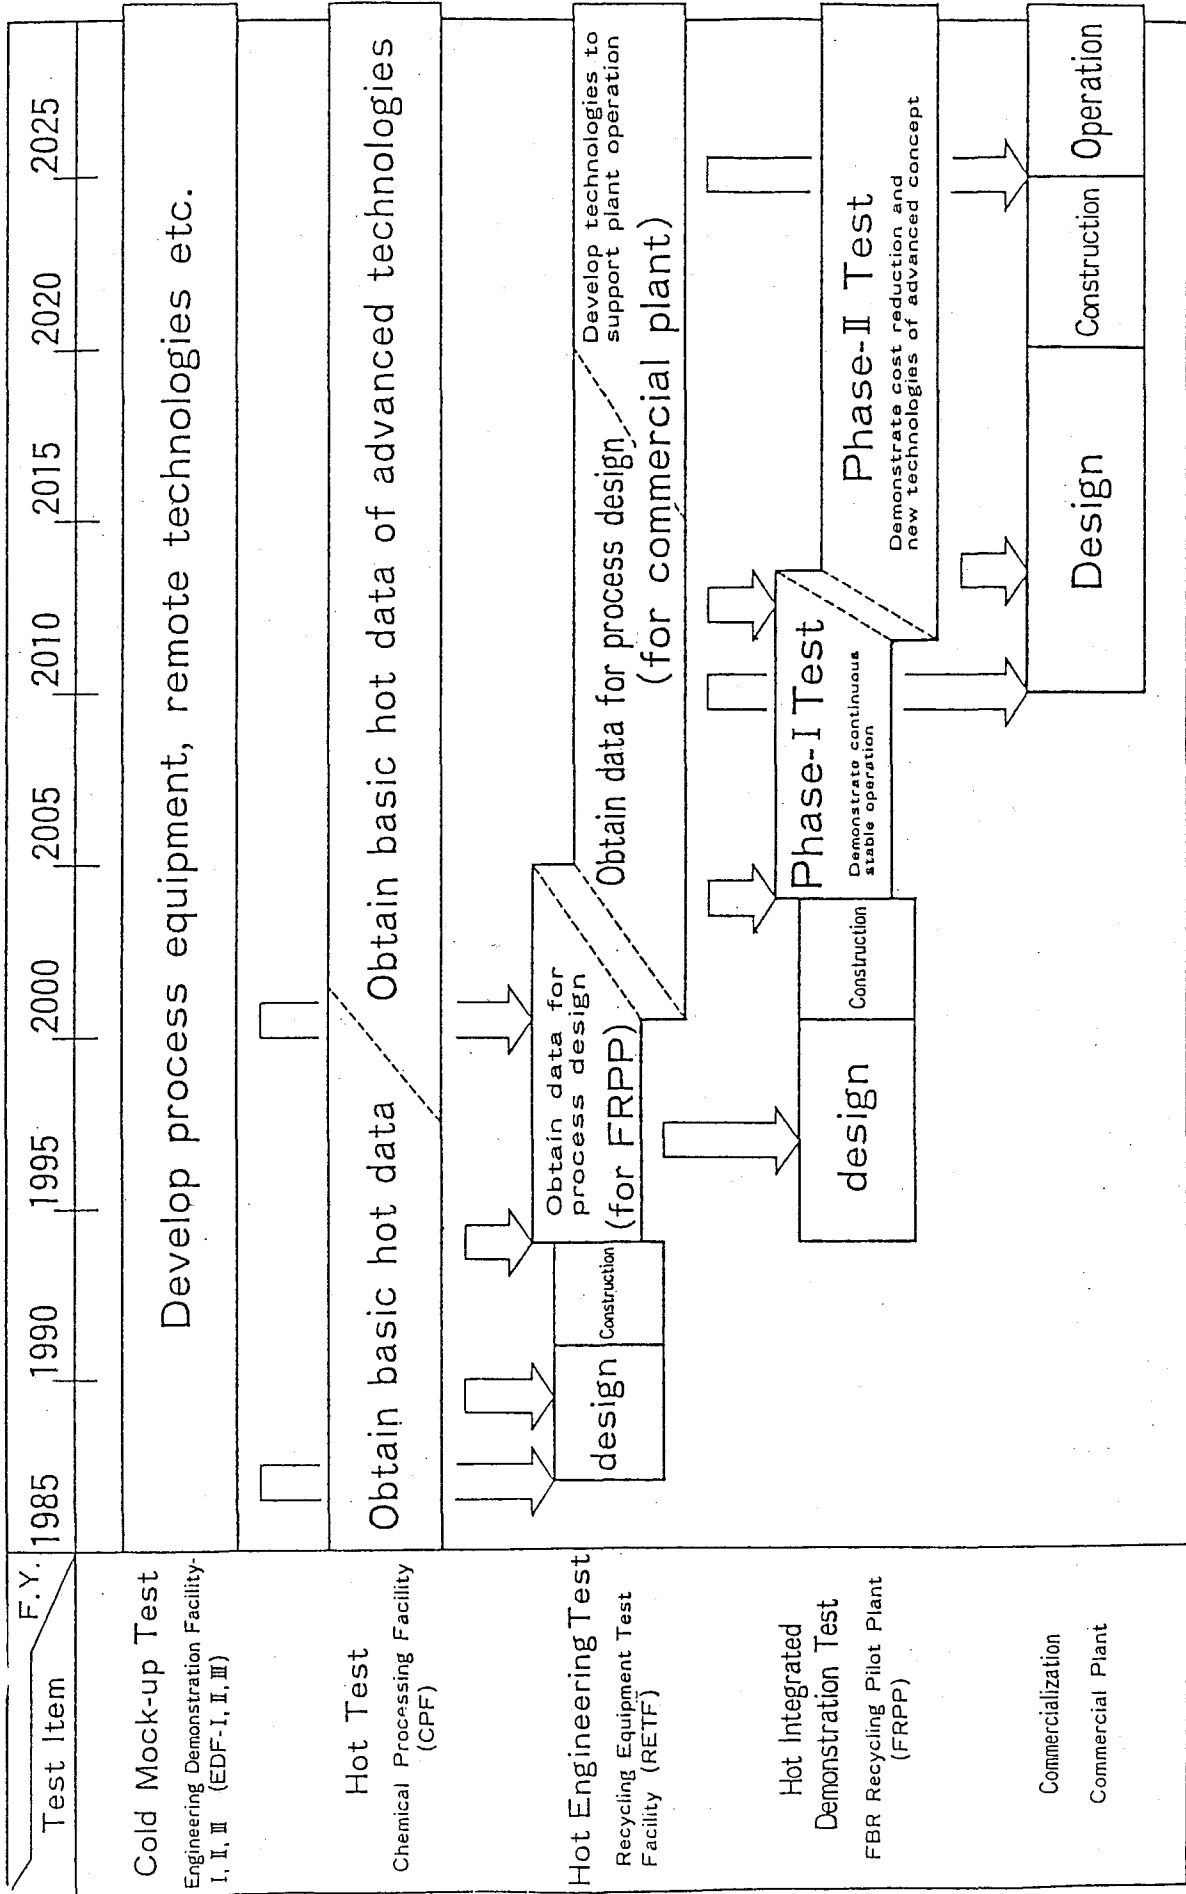 F.Y.
Test Item
1985
1990
1995
2000
2005
2010
2015
2020
2025
Cold Mock-up Test
Engineering Demonstration Facility-
I, II, III (EDF-I, II, III)
Develop process equipment, remote technologies etc.
Hot Test
Chemical Processing Facility
(CPF)
Obtain basic hot data
Obtain basic hot data of advanced technologies
Hot Engineering Test
Recycling Equipment Test
Facility (RETF)
design
Construction
Obtain data for
process design
(for FRPP)
Obtain data for process design
(for commercial plant)
Develop technologies to
support plant operation
Hot Integrated
Demonstration Test
FBR Recycling Pilot Plant
(FRPP)
design
Construction
Phase-I Test
Demonstrate continuous
stable operation
Phase-II Test
Demonstrate cost reduction and
new technologies of advanced concept
Commercialization
Commercial Plant
Design
Construction
Operation